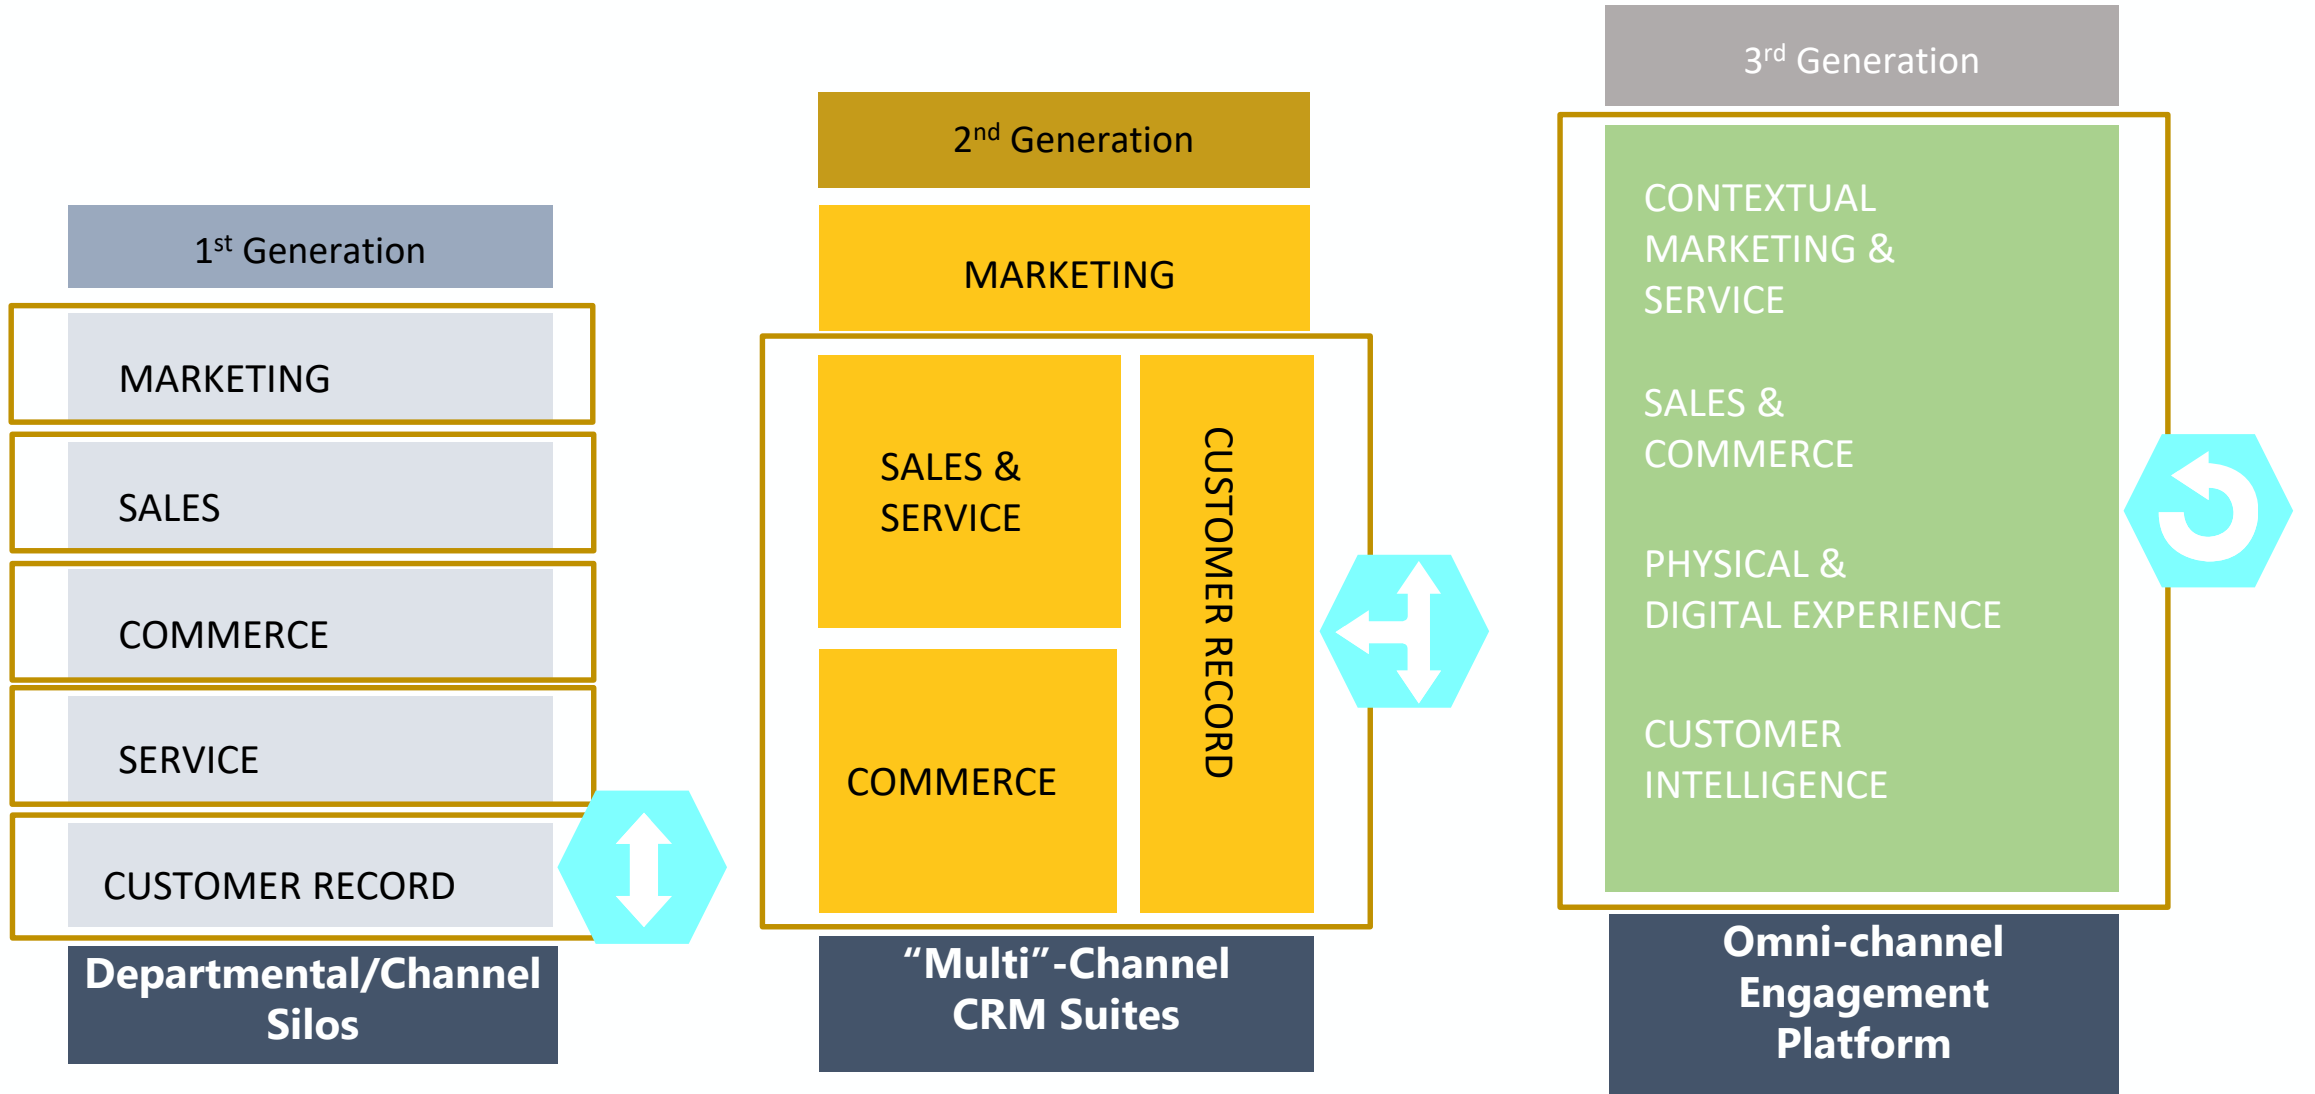 1st Generation
MARKETING
SALES
COMMERCE
SERVICE
CUSTOMER RECORD
Departmental/Channel
Silos
2nd Generation
MARKETING
SALES &
SERVICE
COMMERCE
CUSTOMER RECORD
“Multi”-Channel
CRM Suites
3rd Generation
CONTEXTUAL
MARKETING &
SERVICE
SALES &
COMMERCE
PHYSICAL &
DIGITAL EXPERIENCE
CUSTOMER
INTELLIGENCE
Omni-channel
Engagement
Platform